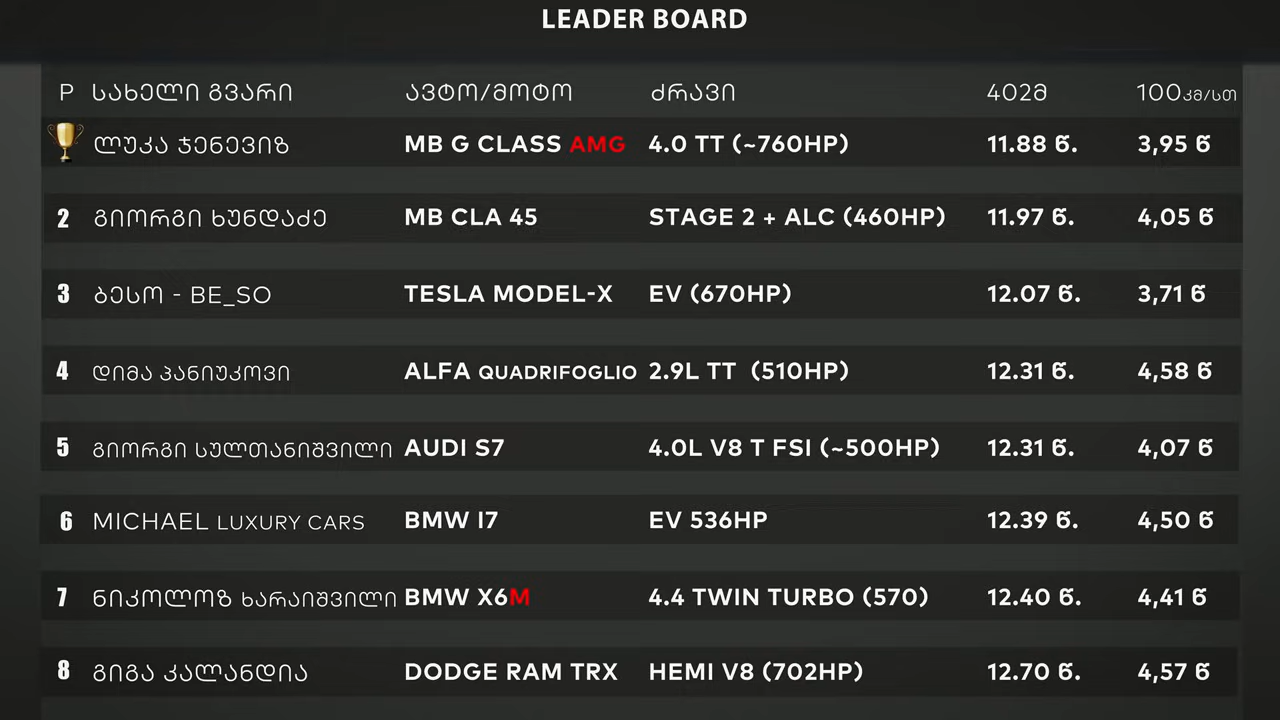 LEADER BOARD
P სახელი გვარი ავტო/მოტო ძრავი 402მ 100კმ/სთ
ლუკა ჯენევიზ MB G CLASS AMG 4.0 TT (~760HP) 11.88 წ. 3,95 წ
2 გიორგი ხუნდაძე MB CLA 45 STAGE 2 + ALC (460HP) 11.97 წ. 4,05 წ
3 ბესო - BE_SO TESLA MODEL-X EV (670HP) 12.07 წ. 3,71 წ
4 დიმა პანიუკოვი ALFA QUADRIFOGLIO 2.9L TT (510HP) 12.31 წ. 4,58 წ
5 გიორგი სულთანიშვილი AUDI S7 4.0L V8 T FSI (~500HP) 12.31 წ. 4,07 წ
6 MICHAEL LUXURY CARS BMW I7 EV 536HP 12.39 წ. 4,50 წ
7 ნიკოლოზ ხარაიშვილი BMW X6M 4.4 TWIN TURBO (570) 12.40 წ. 4,41 წ
8 გიგა კალანდია DODGE RAM TRX HEMI V8 (702HP) 12.70 წ. 4,57 წ